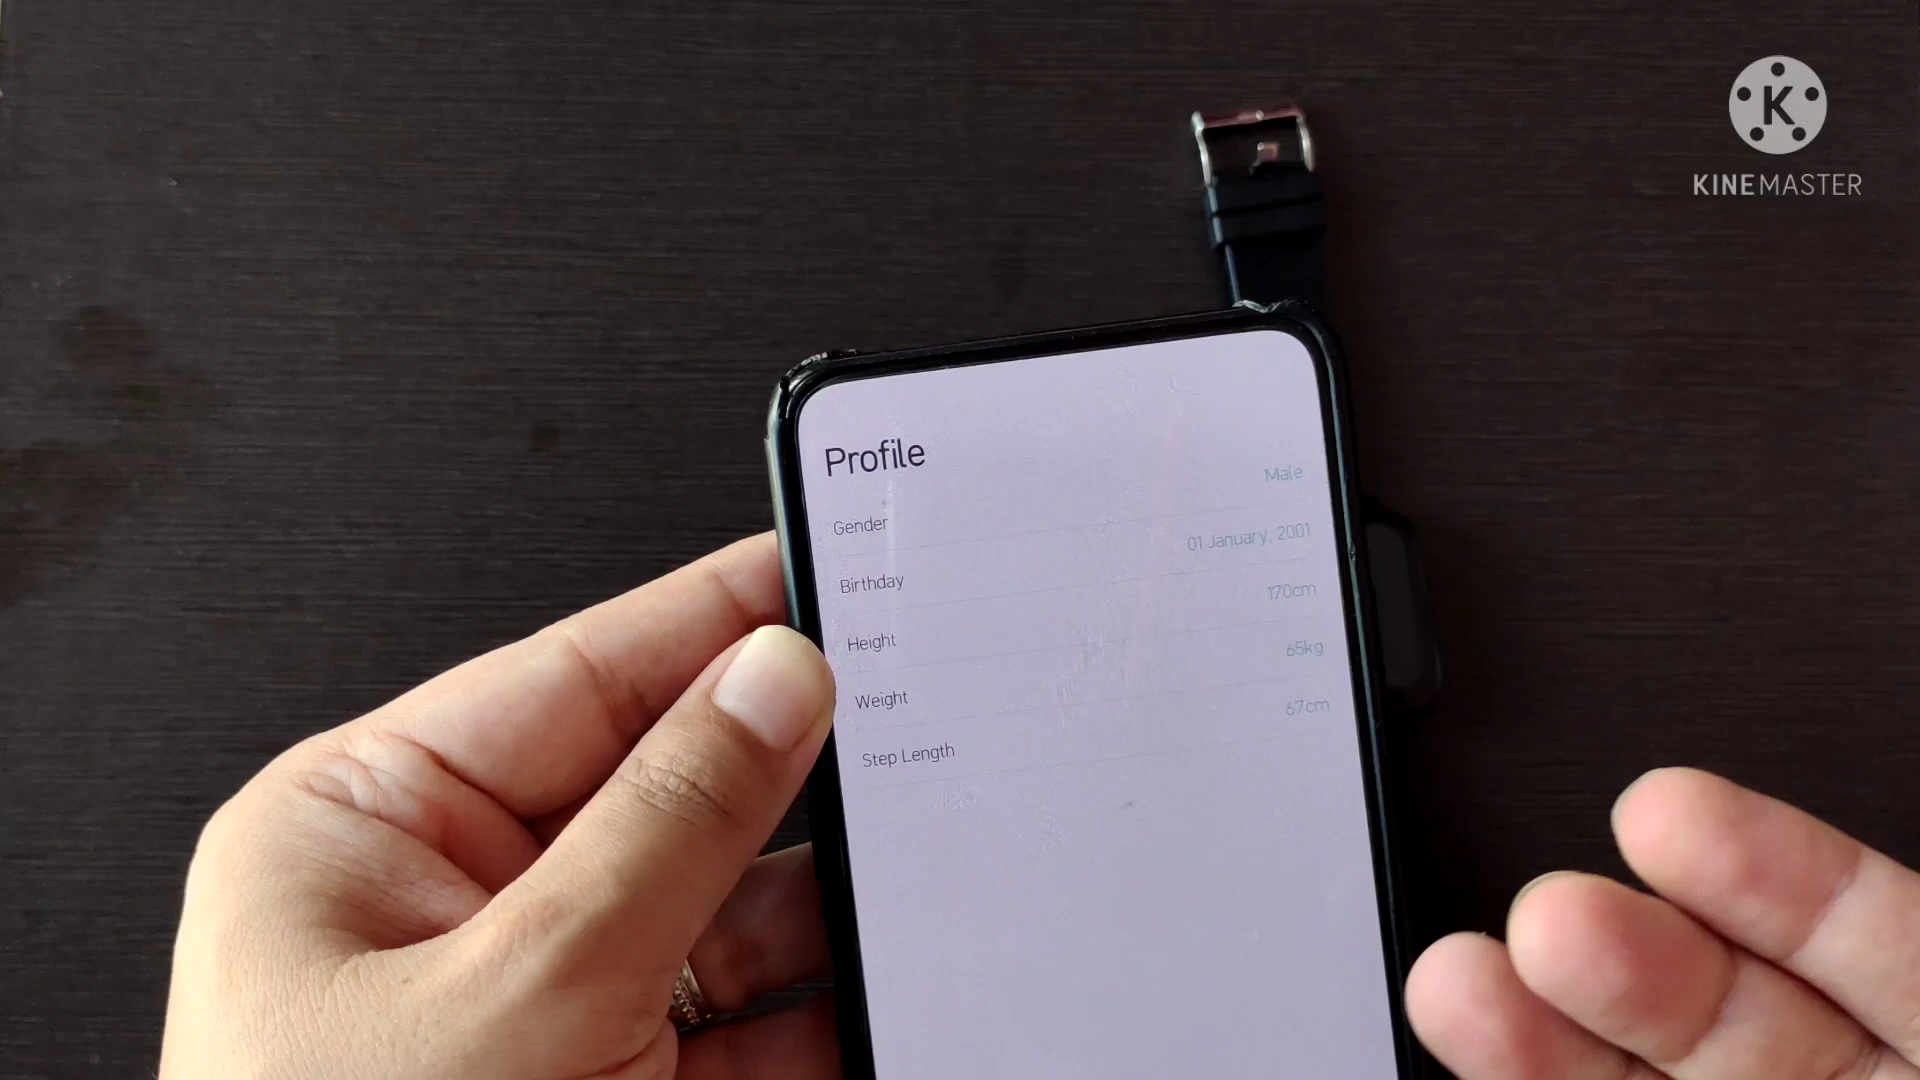 K
KINEMASTER
Profile
Gender Male
Birthday 01 January, 2001
Height 170cm
Weight 65kg
Step Length 67cm